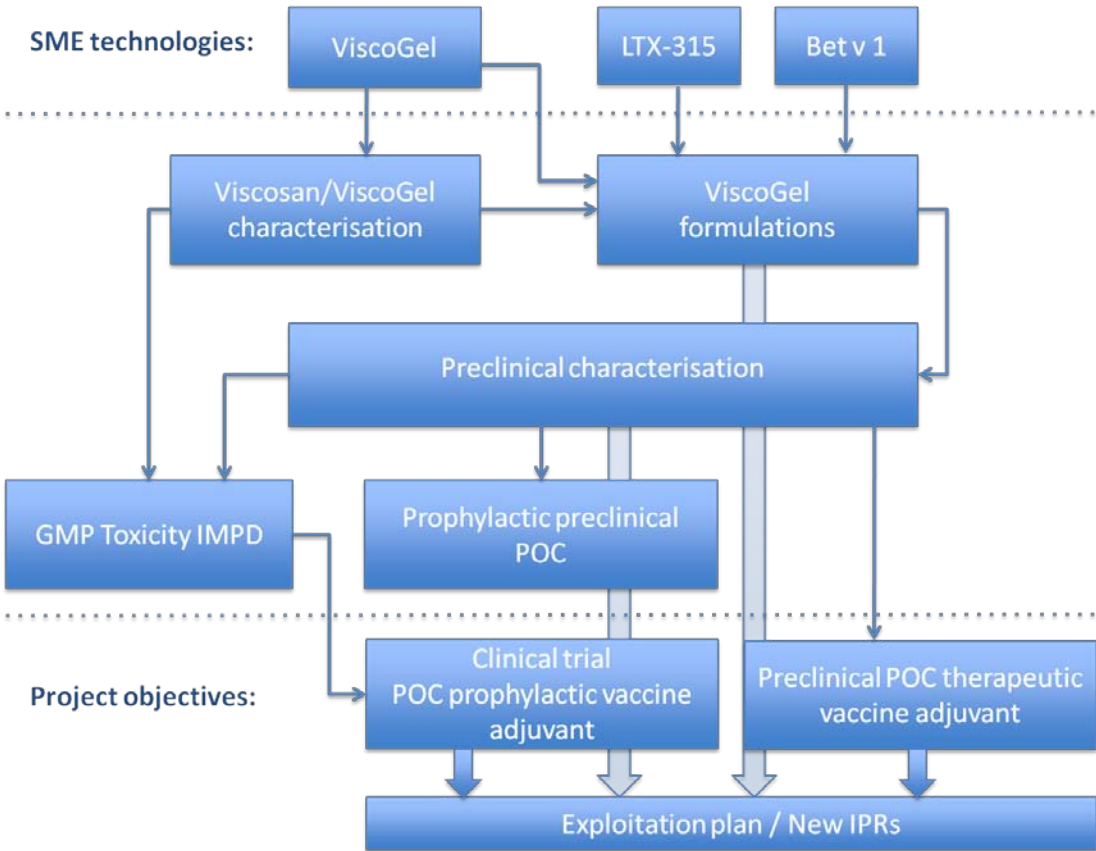 SME technologies:
ViscoGel
LTX-315
Bet v 1
Viscosan/ViscoGel
characterisation
ViscoGel
formulations
Preclinical characterisation
GMP Toxicity IMPD
Prophylactic preclinical
POC
Project objectives:
Clinical trial
POC prophylactic vaccine
adjuvant
Preclinical POC therapeutic
vaccine adjuvant
Exploitation plan / New IPRs